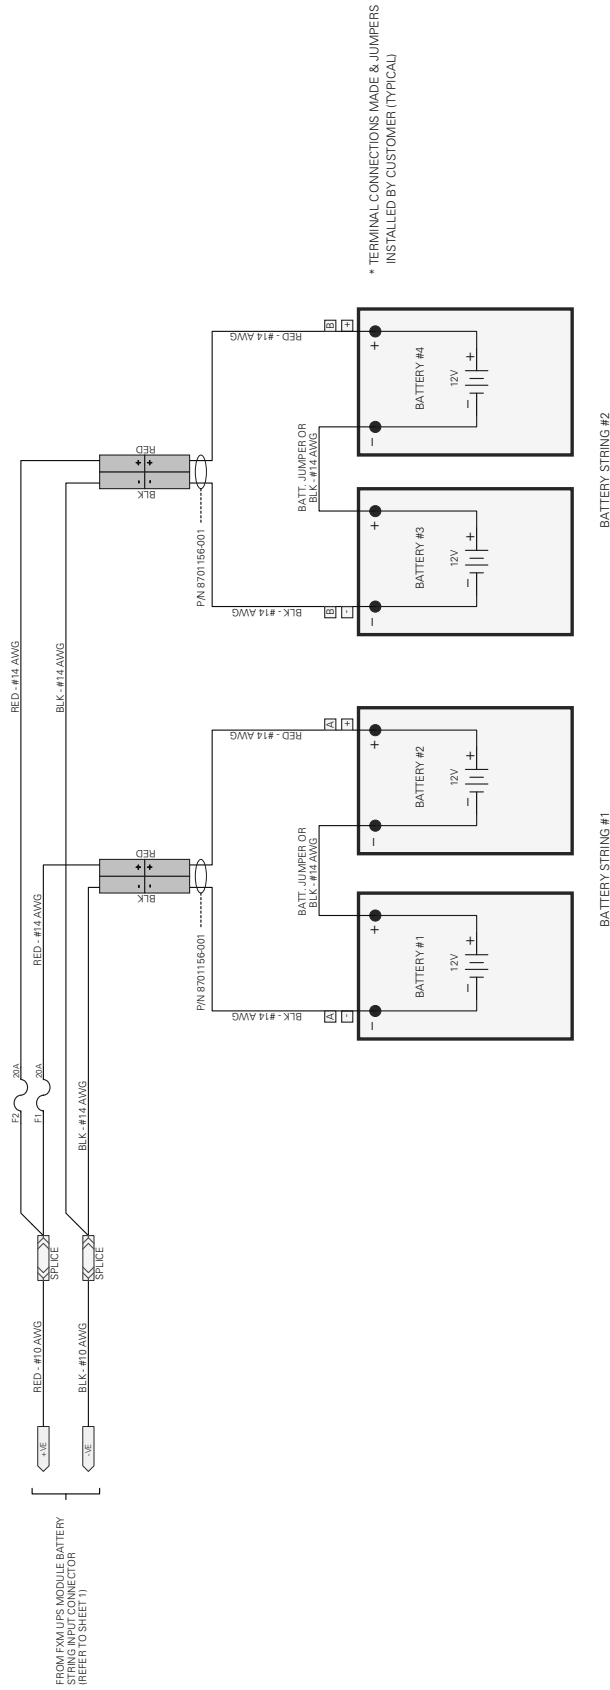 FROM FXM UPS MODULE BATTERY
STRING INPUT CONNECTOR
(REFER TO SHEET 1)
+VE
-VE
RED - #10 AWG
BLK - #10 AWG
SPLICE
SPLICE
F2
20A
F1
20A
RED - #14 AWG
BLK - #14 AWG
RED - #14 AWG
BLK - #14 AWG
RED
+ +
- -
BLK
P/N 8701156-001
BLK - #14 AWG
A
-
RED - #14 AWG
A
+
BATT. JUMPER OR
BLK - #14 AWG
–
+
BATTERY #1
12V
– +
–
+
BATTERY #2
12V
– +
BATTERY STRING #1
RED
+ +
- -
BLK
P/N 8701156-001
BLK - #14 AWG
B
-
RED - #14 AWG
B
+
BATT. JUMPER OR
BLK - #14 AWG
–
+
BATTERY #3
12V
– +
–
+
BATTERY #4
12V
– +
BATTERY STRING #2
* TERMINAL CONNECTIONS MADE & JUMPERS
INSTALLED BY CUSTOMER (TYPICAL)